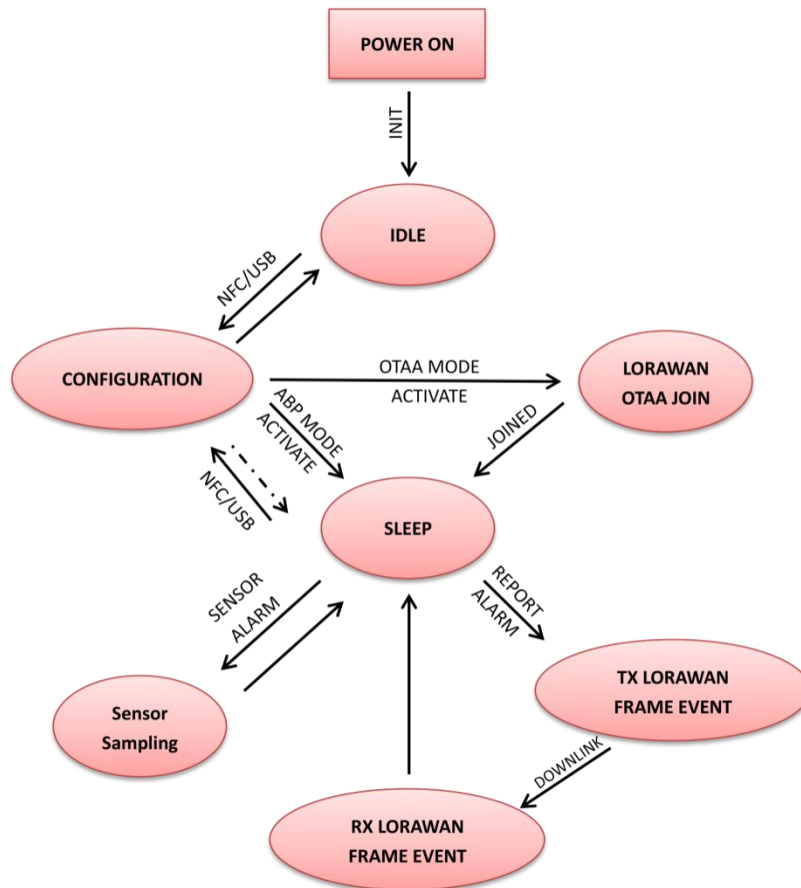 POWER ON
INIT
IDLE
NFC/USB
CONFIGURATION
OTAA MODE
ACTIVATE
LORAWAN
OTAA JOIN
ABP MODE
ACTIVATE
JOINED
NFC/USB
SLEEP
SENSOR
ALARM
REPORT
ALARM
Sensor
Sampling
TX LORAWAN
FRAME EVENT
DOWNLINK
RX LORAWAN
FRAME EVENT